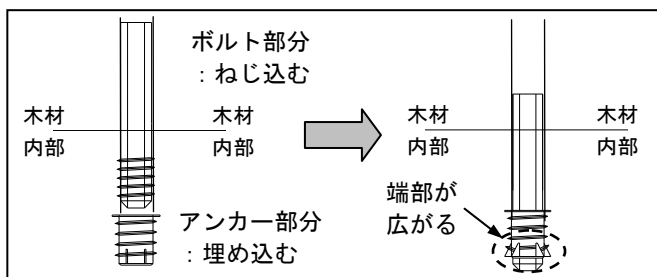 ボルト部分
：ねじ込む
木材
木材
内部
内部
アンカー部分
：埋め込む
木材
木材
内部
内部
端部が
広がる